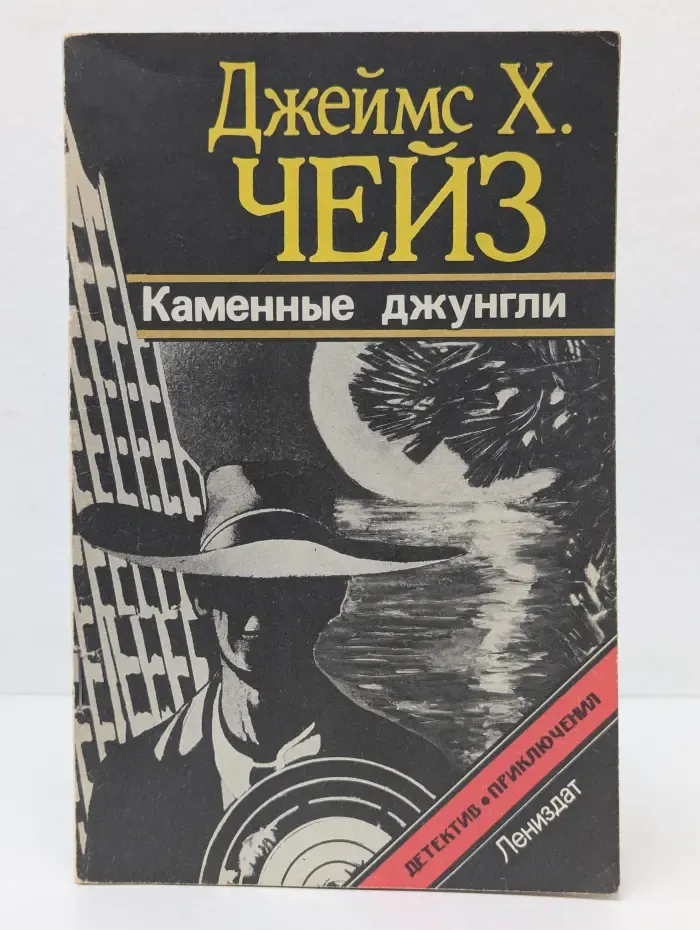 Джеймс Х.
ЧЕЙЗ
Каменные джунгли
ДЕТЕКТИВ • ПРИКЛЮЧЕНИЯ
Лениздат